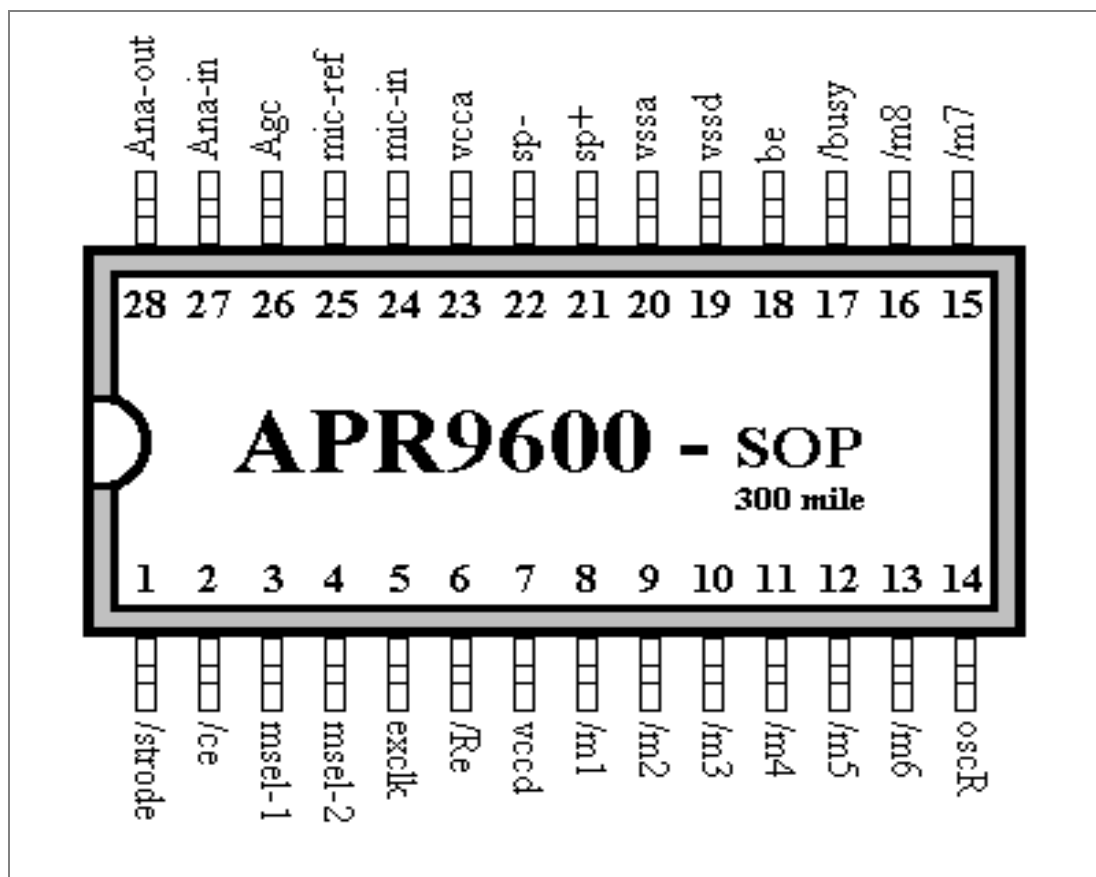 Ana-out Ana-in Agc mic-ref mic-in vcca sp- sp+ vssa vssd be /busy /m8 /m7
28 27 26 25 24 23 22 21 20 19 18 17 16 15
APR9600 - SOP
300 mile
1 2 3 4 5 6 7 8 9 10 11 12 13 14
/strode /ce msel-1 msel-2 exclk /Re vccd /m1 /m2 /m3 /m4 /m5 /m6 oscR